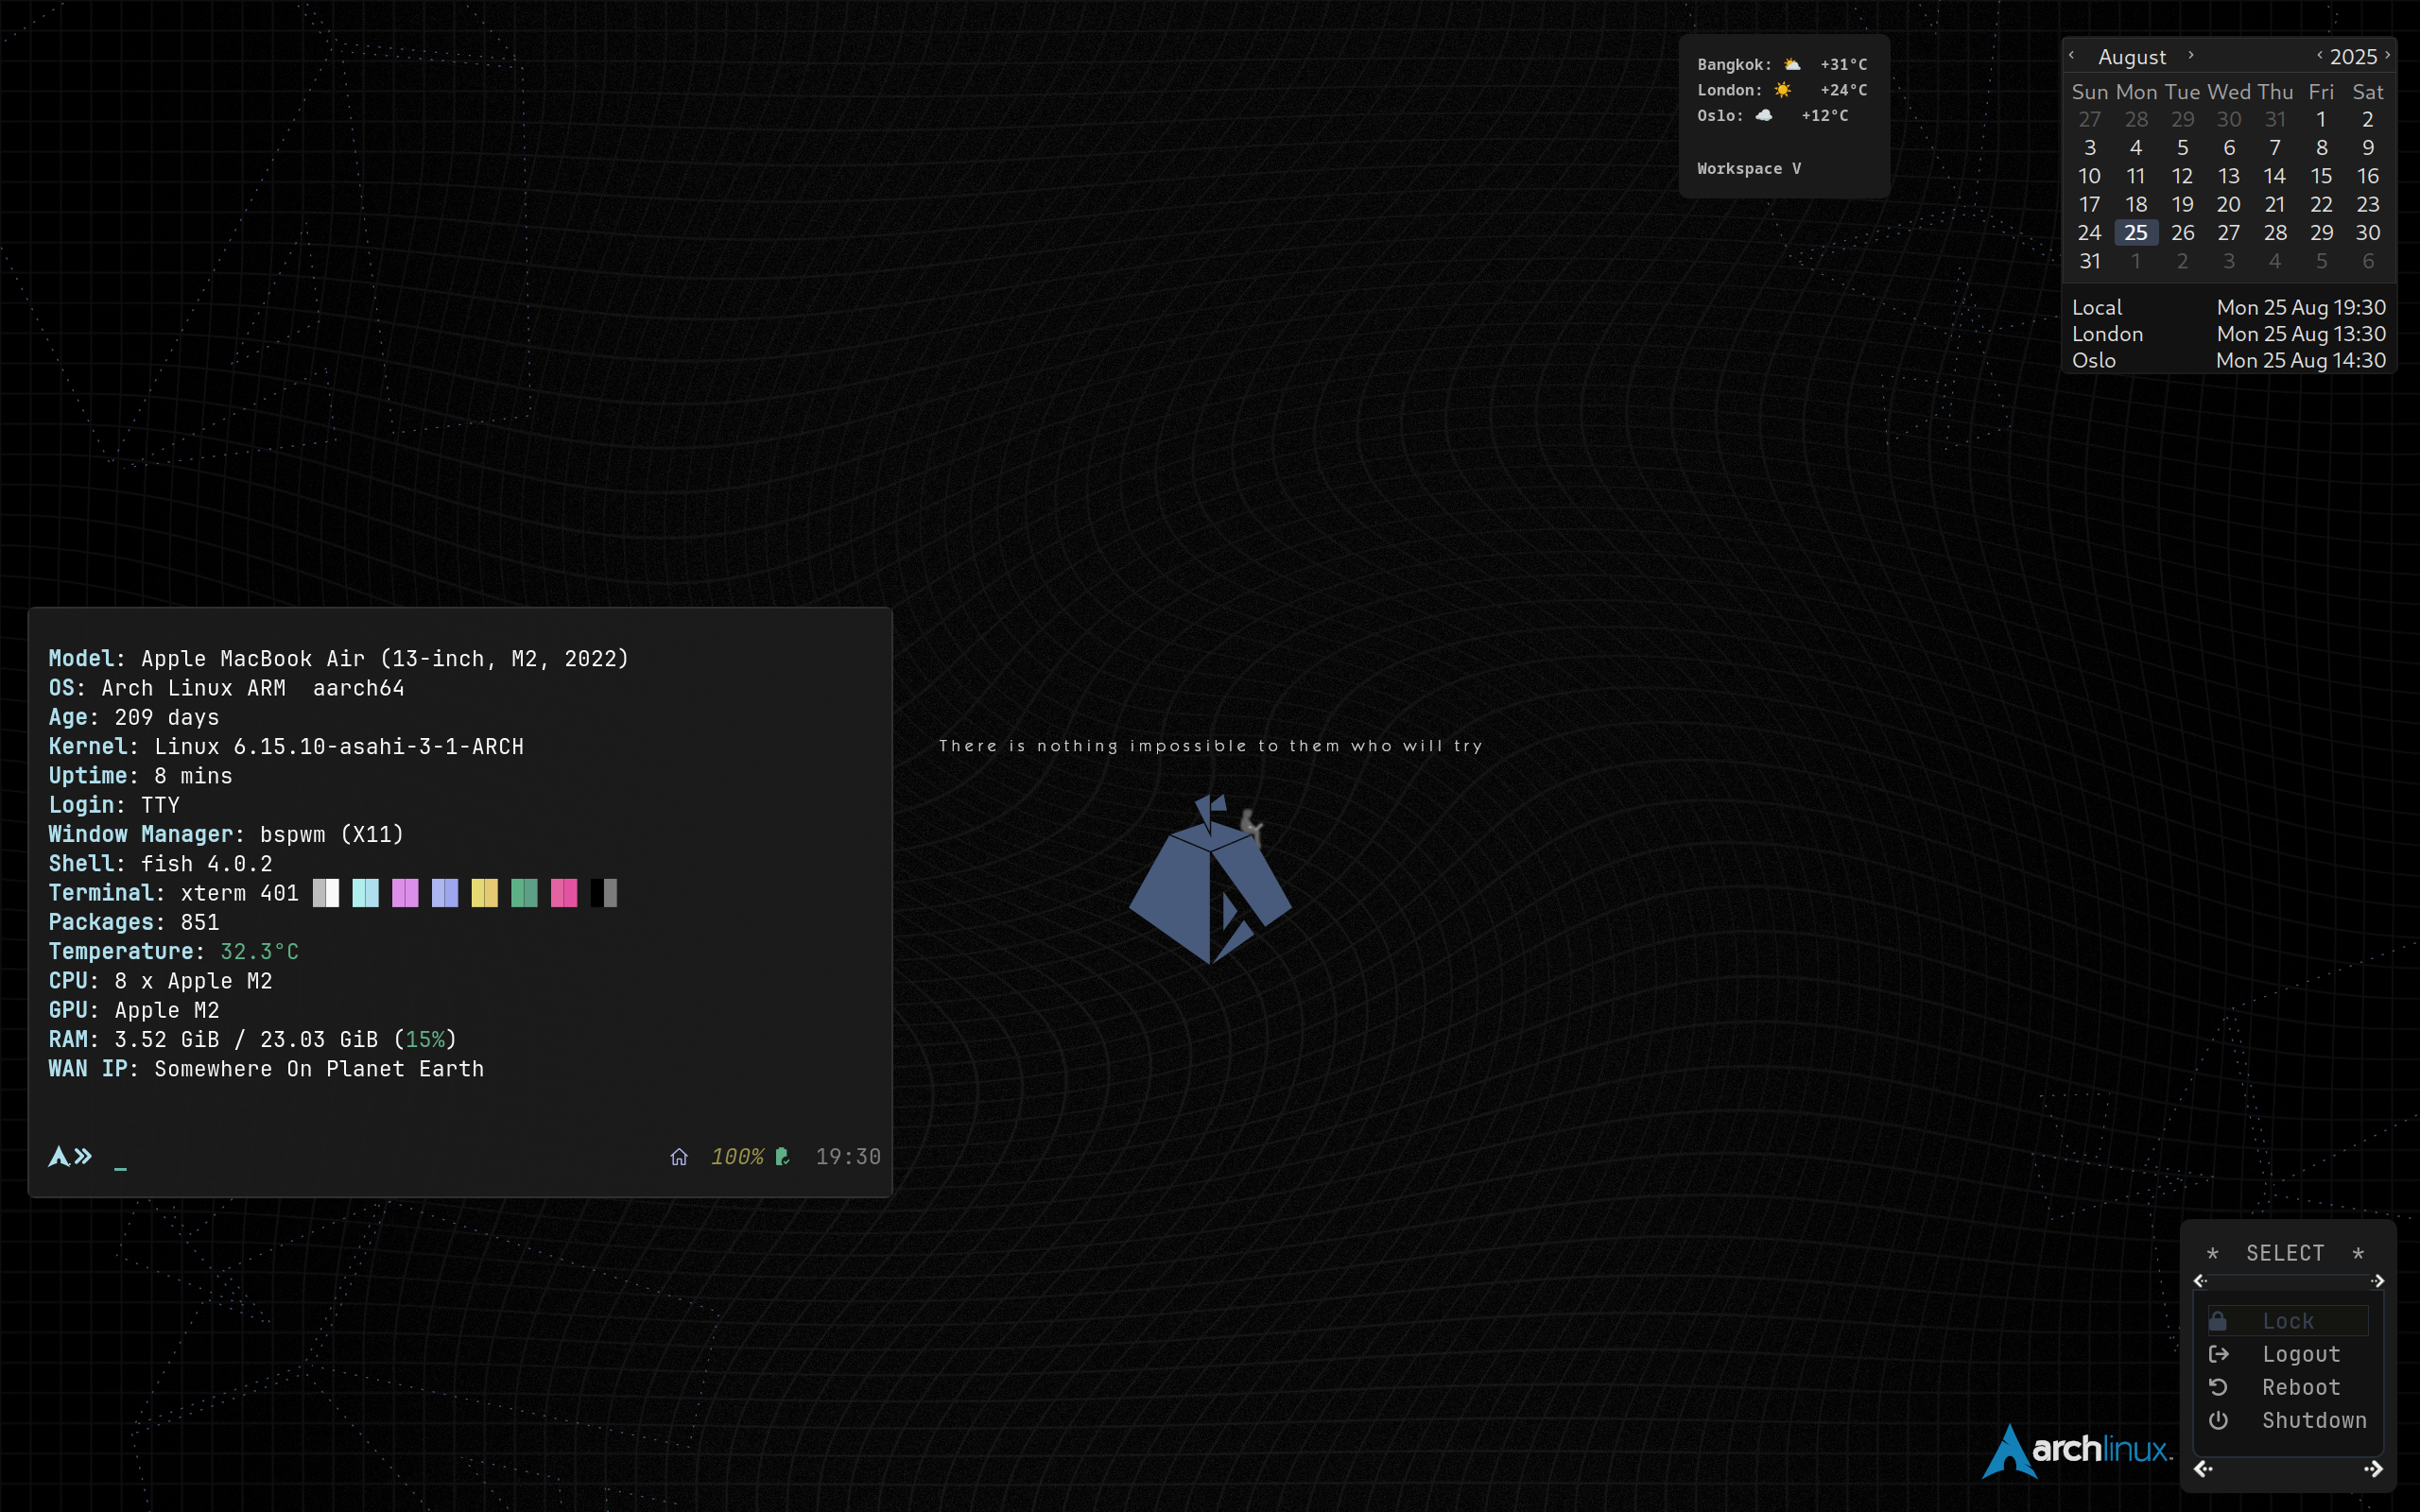 Bangkok: ⛅ +31°C
London: ☀️ +24°C
Oslo: ☁️ +12°C
Workspace V
‹ August › ‹ 2025 ›
Sun Mon Tue Wed Thu Fri Sat
27 28 29 30 31 1 2
3 4 5 6 7 8 9
10 11 12 13 14 15 16
17 18 19 20 21 22 23
24 25 26 27 28 29 30
31 1 2 3 4 5 6
Local Mon 25 Aug 19:30
London Mon 25 Aug 13:30
Oslo Mon 25 Aug 14:30
Model: Apple MacBook Air (13-inch, M2, 2022)
OS: Arch Linux ARM  aarch64
Age: 209 days
Kernel: Linux 6.15.10-asahi-3-1-ARCH
Uptime: 8 mins
Login: TTY
Window Manager: bspwm (X11)
Shell: fish 4.0.2
Terminal: xterm 401
Packages: 851
Temperature: 32.3°C
CPU: 8 x Apple M2
GPU: Apple M2
RAM: 3.52 GiB / 23.03 GiB (15%)
WAN IP: Somewhere On Planet Earth
_ 100% 19:30
There is nothing impossible to them who will try
* SELECT *
Lock
Logout
Reboot
Shutdown
archlinux